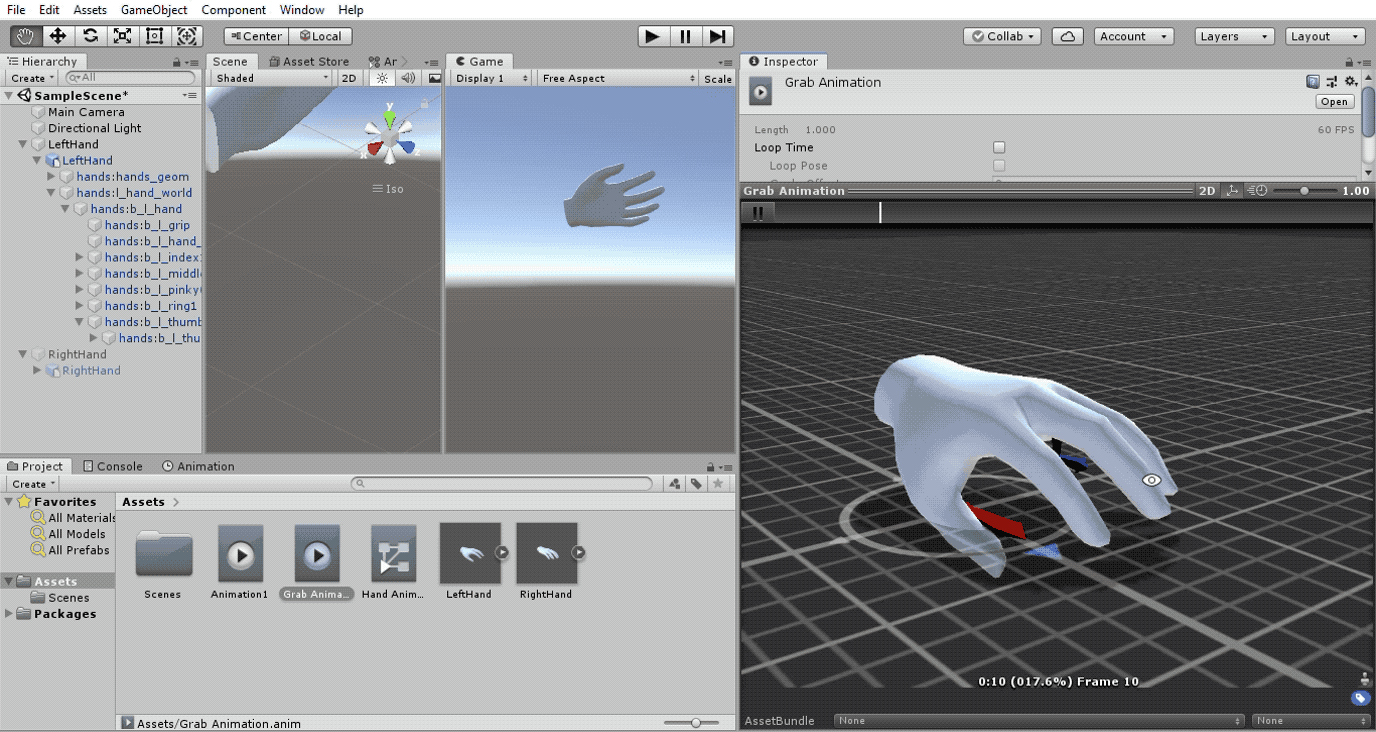 File Edit Assets GameObject Component Window Help
Center Local Collab Account Layers Layout
Hierarchy
Create All
SampleScene*
Main Camera
Directional Light
LeftHand
LeftHand
hands:hands_geom
hands:l_hand_world
hands:b_l_hand
hands:b_l_grip
hands:b_l_hand_
hands:b_l_index
hands:b_l_middl
hands:b_l_pinky
hands:b_l_ring1
hands:b_l_thumb
hands:b_l_thu
RightHand
RightHand
Scene Asset Store Ar
Shaded 2D
y
x
z
Iso
Game
Display 1 Free Aspect Scale
Inspector
Grab Animation
Open
Length 1.000 60 FPS
Loop Time
Loop Pose
Grab Animation 2D 1.00
0:10 (017.6%) Frame 10
AssetBundle None None
Project Console Animation
Create
Favorites
All Materials
All Models
All Prefabs
Assets
Scenes
Packages
Assets
Scenes Animation1 Grab Anima... Hand Anim... LeftHand RightHand
Assets/Grab Animation.anim